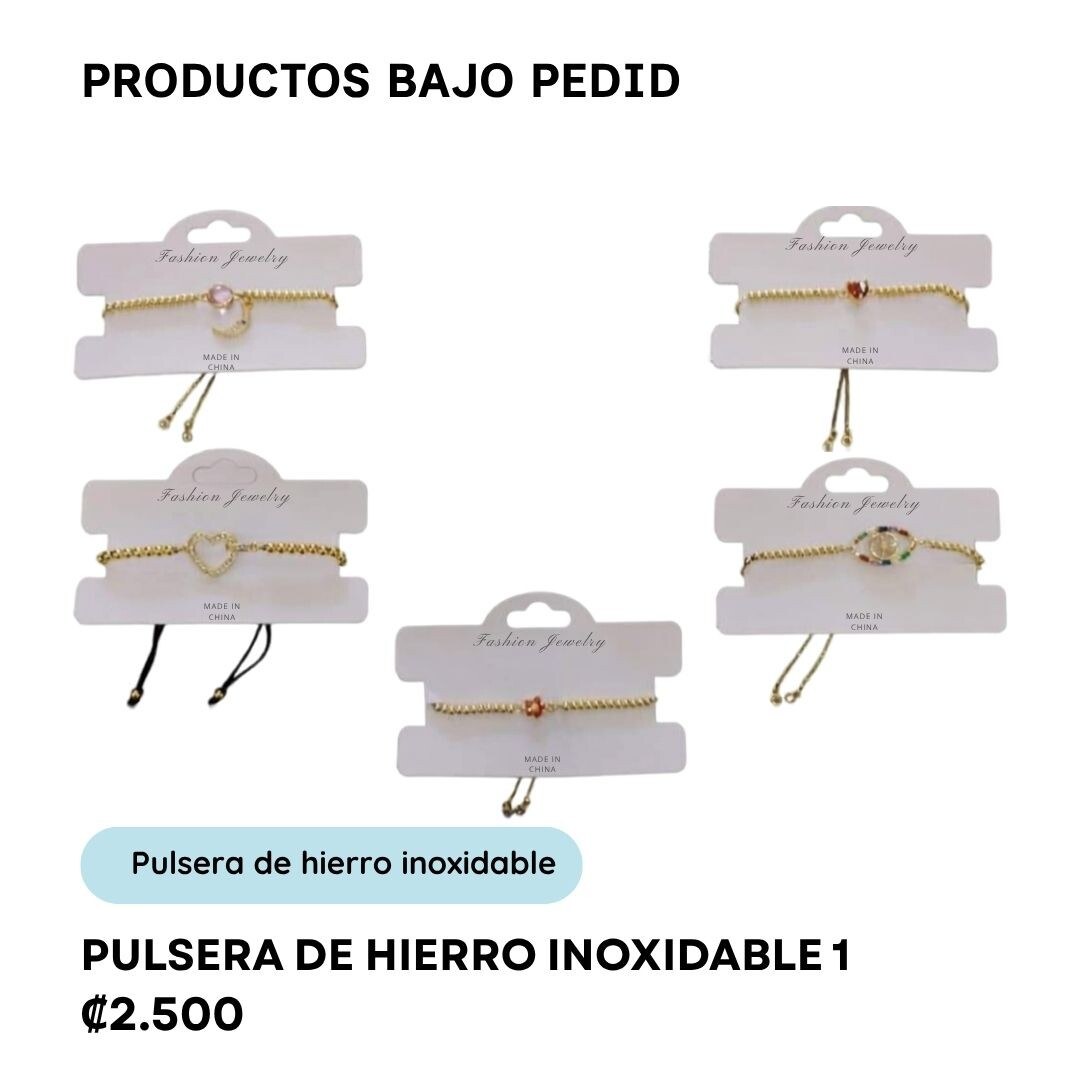 PRODUCTOS BAJO PEDID
Fashion Jewelry
MADE IN
CHINA
Fashion Jewelry
MADE IN
CHINA
Fashion Jewelry
MADE IN
CHINA
Fashion Jewelry
MADE IN
CHINA
Fashion Jewelry
MADE IN
CHINA
Pulsera de hierro inoxidable
PULSERA DE HIERRO INOXIDABLE 1
₡2.500